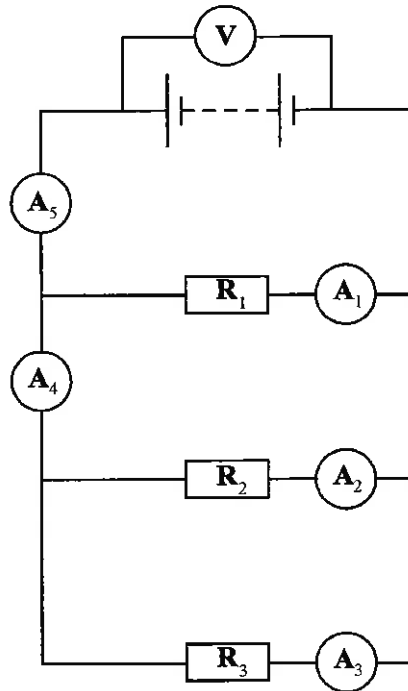 V
A₅
R₁ A₁
A₄
R₂ A₂
R₃ A₃